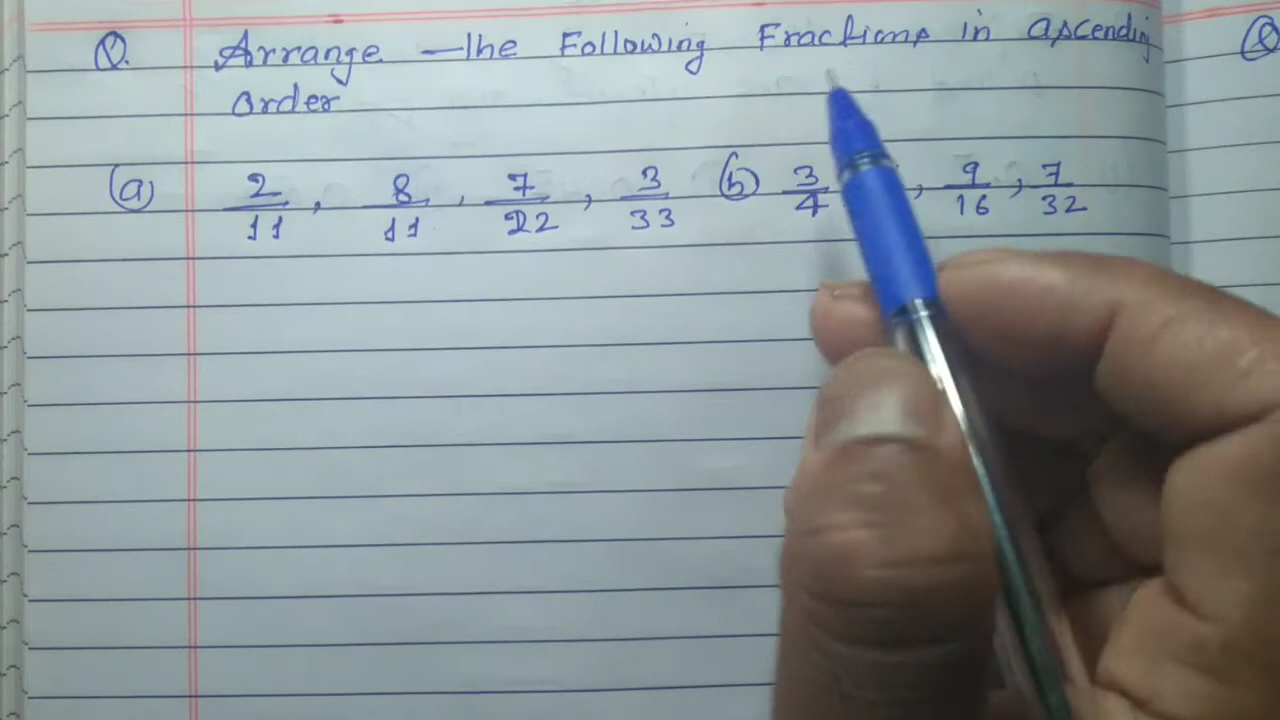 Q. Arrange The Following Fractions in ascending
order
(a) 2/11, 8/11, 7/22, 3/33 (b) 3/4 , 9/16, 7/32